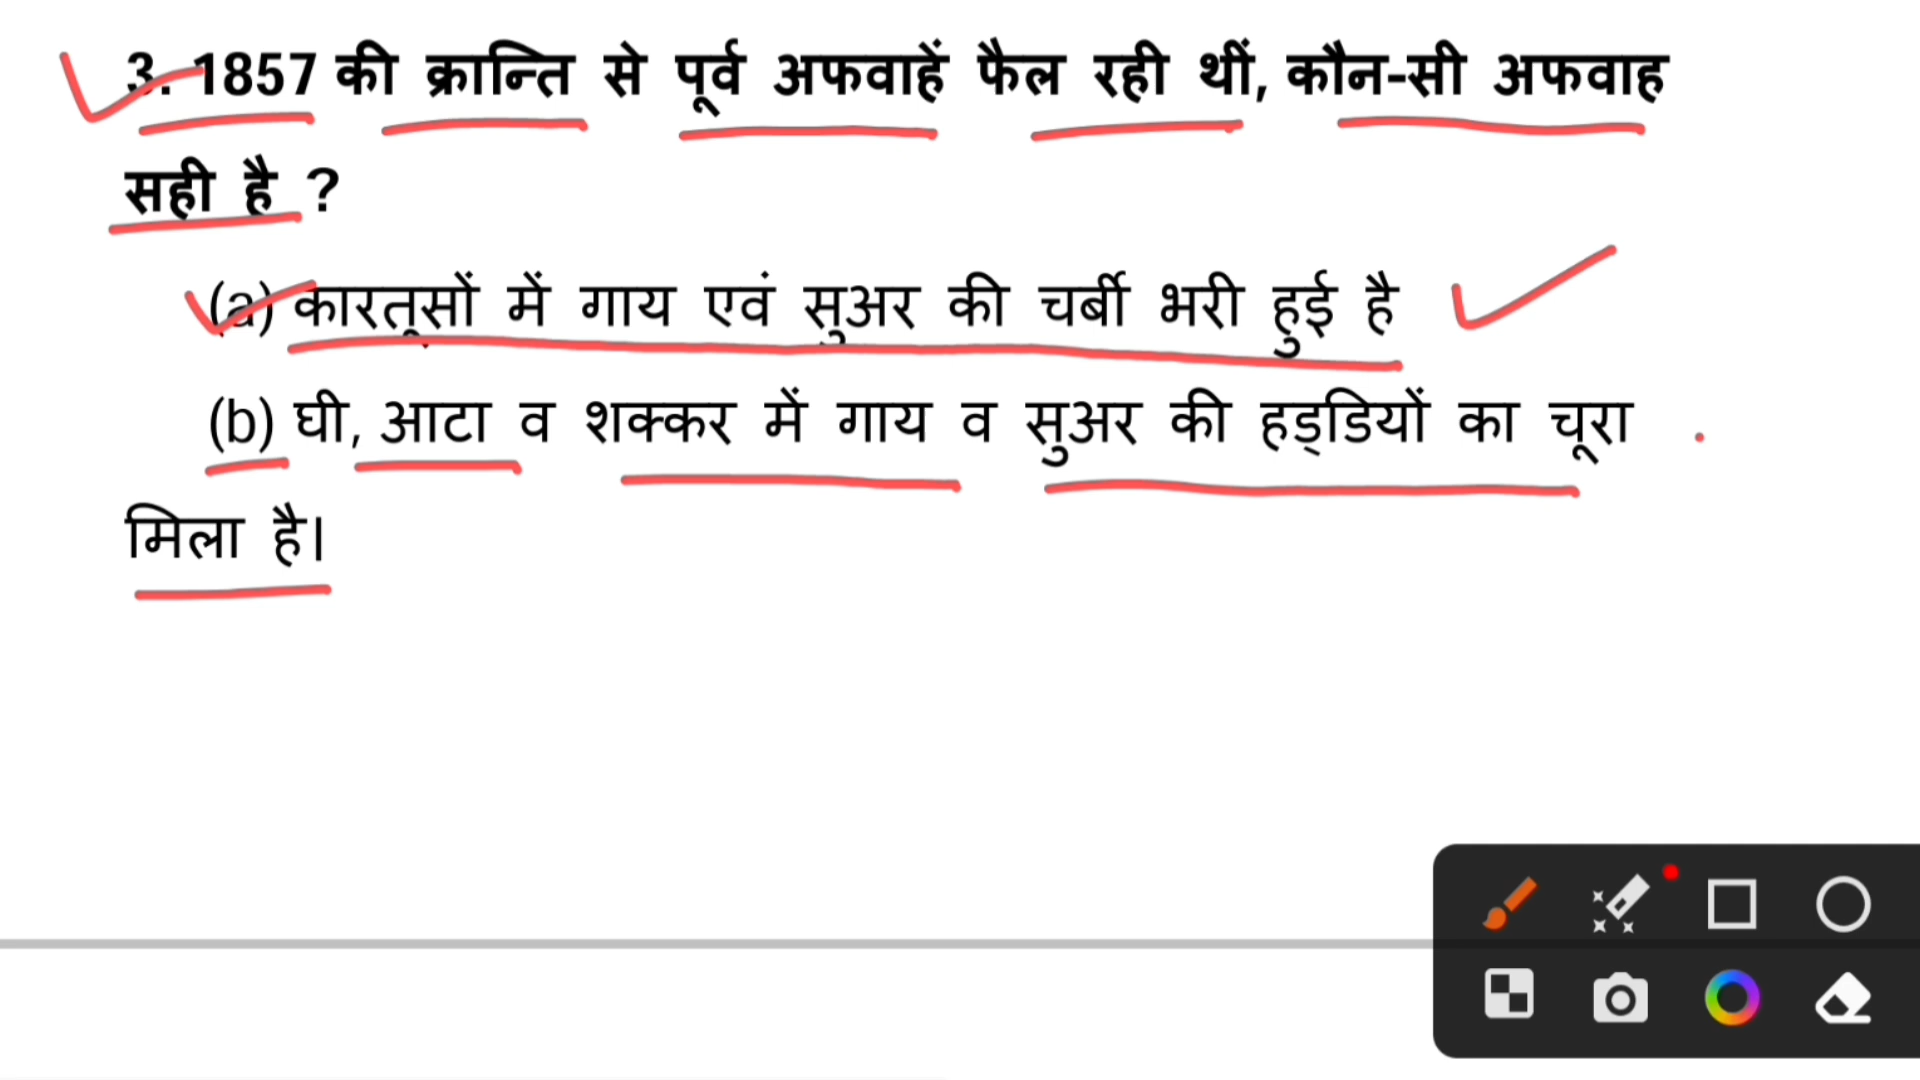 3. 1857 की क्रान्ति से पूर्व अफवाहें फैल रही थीं, कौन-सी अफवाह
सही है ?
(a) कारतूसों में गाय एवं सुअर की चर्बी भरी हुई है
(b) घी, आटा व शक्कर में गाय व सुअर की हड्डियों का चूरा
मिला है।